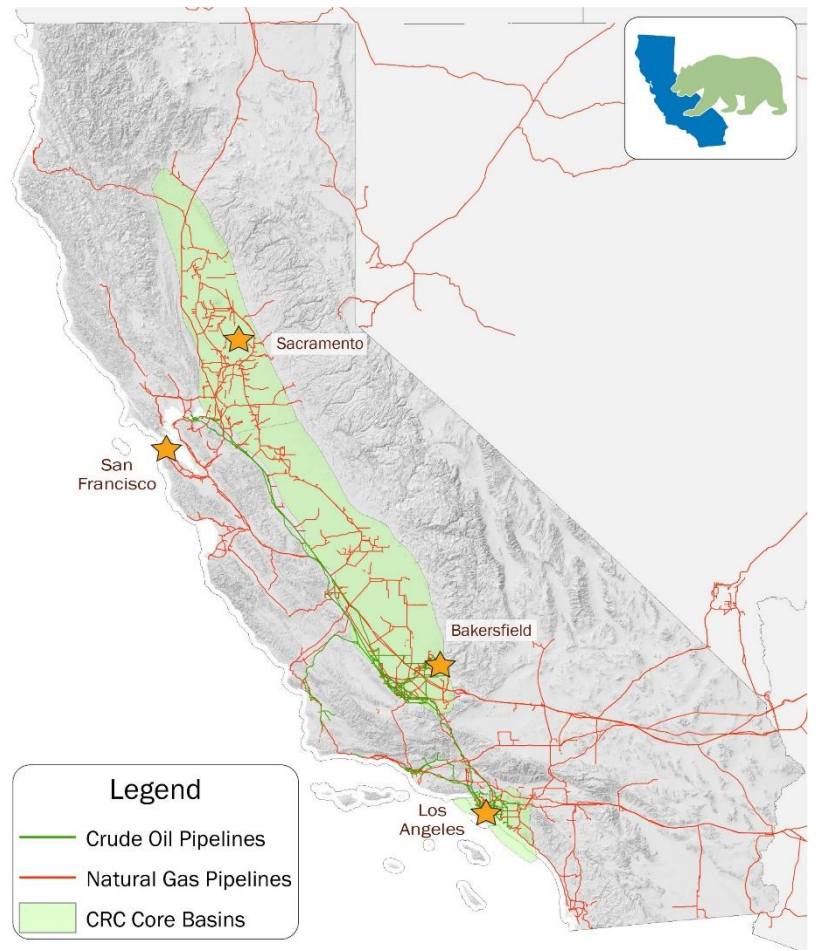 Sacramento
San
Francisco
Bakersfield
Los
Angeles
Legend
Crude Oil Pipelines
Natural Gas Pipelines
CRC Core Basins